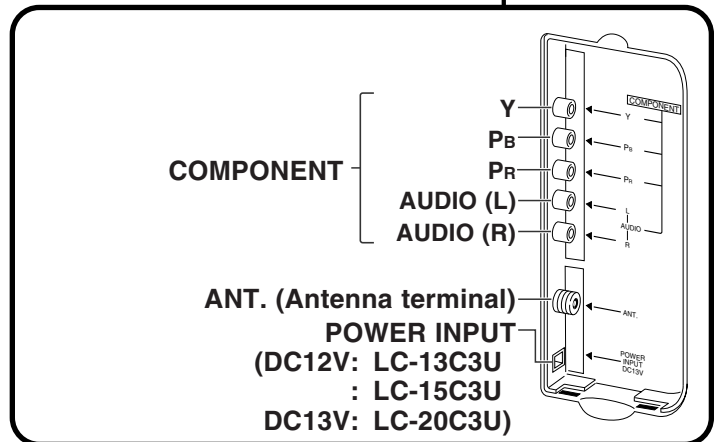 COMPONENT
Y
PB
PR
AUDIO (L)
AUDIO (R)
ANT. (Antenna terminal)
POWER INPUT
(DC12V: LC-13C3U
: LC-15C3U
DC13V: LC-20C3U)
COMPONENT
Y
PB
PR
L
AUDIO
R
ANT.
POWER
INPUT
DC13V